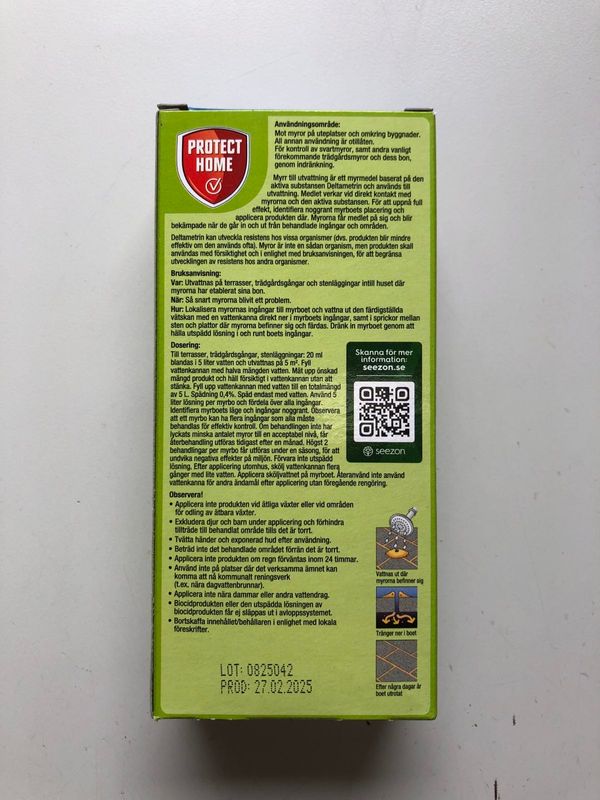 PROTECT
HOME
Användningsområde:
Mot myror på uteplatser och omkring byggnader.
All annan användning är otillåten.
För kontroll av svartmyror, samt andra vanligt
förekommande trädgårdsmyror och dess bon,
genom indränkning.
Myrr till utvattning är ett myrmedel baserat på den
aktiva substansen Deltametrin och används till
utvattning. Medlet verkar vid direkt kontakt med
myrorna och den aktiva substansen. För att uppnå full
effekt, identifiera noggrant myrboets placering och
applicera produkten där. Myrorna får medlet på sig och blir
bekämpade när de går in och ut från behandlade ingångar och områden.
Deltametrin kan utveckla resistens hos vissa organismer (dvs. produkten blir mindre
effektiv om den används ofta). Myror är inte en sådan organism, men produkten skall
användas med försiktighet och i enlighet med bruksanvisningen, för att begränsa
utvecklingen av resistens hos andra organismer.
Bruksanvisning:
Var: Utvattnas på terrasser, trädgårdsgångar och stenläggningar intill huset där
myrorna har etablerat sina bon.
När: Så snart myrorna blivit ett problem.
Hur: Lokalisera myrornas ingångar till myrboet och vattna ut den färdigställda
vätskan med en vattenkanna direkt ner i myrboets ingångar, samt i sprickor mellan
sten och plattor där myrorna befinner sig och färdas. Dränk in myrboet genom att
hälla utspädd lösning i och runt boets ingångar.
Dosering:
Till terrasser, trädgårdsgångar, stenläggningar: 20 ml
blandas i 5 liter vatten och utvattnas på 5 m². Fyll
vattenkannan med halva mängden vatten. Mät upp önskad
mängd produkt och häll försiktigt i vattenkannan utan att
stänka. Fyll upp vattenkannan med vatten till en totalmängd
av 5 L. Spädning 0,4%. Späd endast med vatten. Använd 5
liter lösning per myrbo och fördela över alla ingångar.
Identifiera myrboets läge och ingångar noggrant. Observera
att ett myrbo kan ha flera ingångar som alla måste
behandlas för effektiv kontroll. Om behandlingen inte har
lyckats minska antalet myror till en acceptabel nivå, får
återbehandling utföras tidigast efter en månad. Högst 2
behandlingar per myrbo får utföras under en säsong, för att
undvika negativa effekter på miljön. Förvara inte utspädd
lösning. Efter applicering utomhus, skölj vattenkannan flera
gånger med lite vatten. Applicera sköljvattnet på myrboet. Återanvänd inte använd
vattenkanna för andra ändamål efter applicering utan föregående rengöring.
Skanna för mer
information:
seezon.se
seezon
Observera!
• Applicera inte produkten vid ätliga växter eller vid områden
för odling av ätbara växter.
• Exkludera djur och barn under applicering och förhindra
tillträde till behandlat område tills det är torrt.
• Tvätta händer och exponerad hud efter användning.
• Beträd inte det behandlade området förrän det är torrt.
• Applicera inte produkten om regn förväntas inom 24 timmar.
• Använd inte på platser där det verksamma ämnet kan
komma att nå kommunalt reningsverk
(t.ex. nära dagvattenbrunnar).
• Applicera inte nära dammar eller andra vattendrag.
• Biocidprodukten eller den utspädda lösningen av
biocidprodukten får ej släppas ut i avloppssystemet.
• Bortskaffa innehållet/behållaren i enlighet med lokala
föreskrifter.
Vattnas ut där
myrorna befinner sig
Tränger ner i boet
Efter några dagar är
boet utrotat
LOT: 0825042
PROD: 27.02.2025